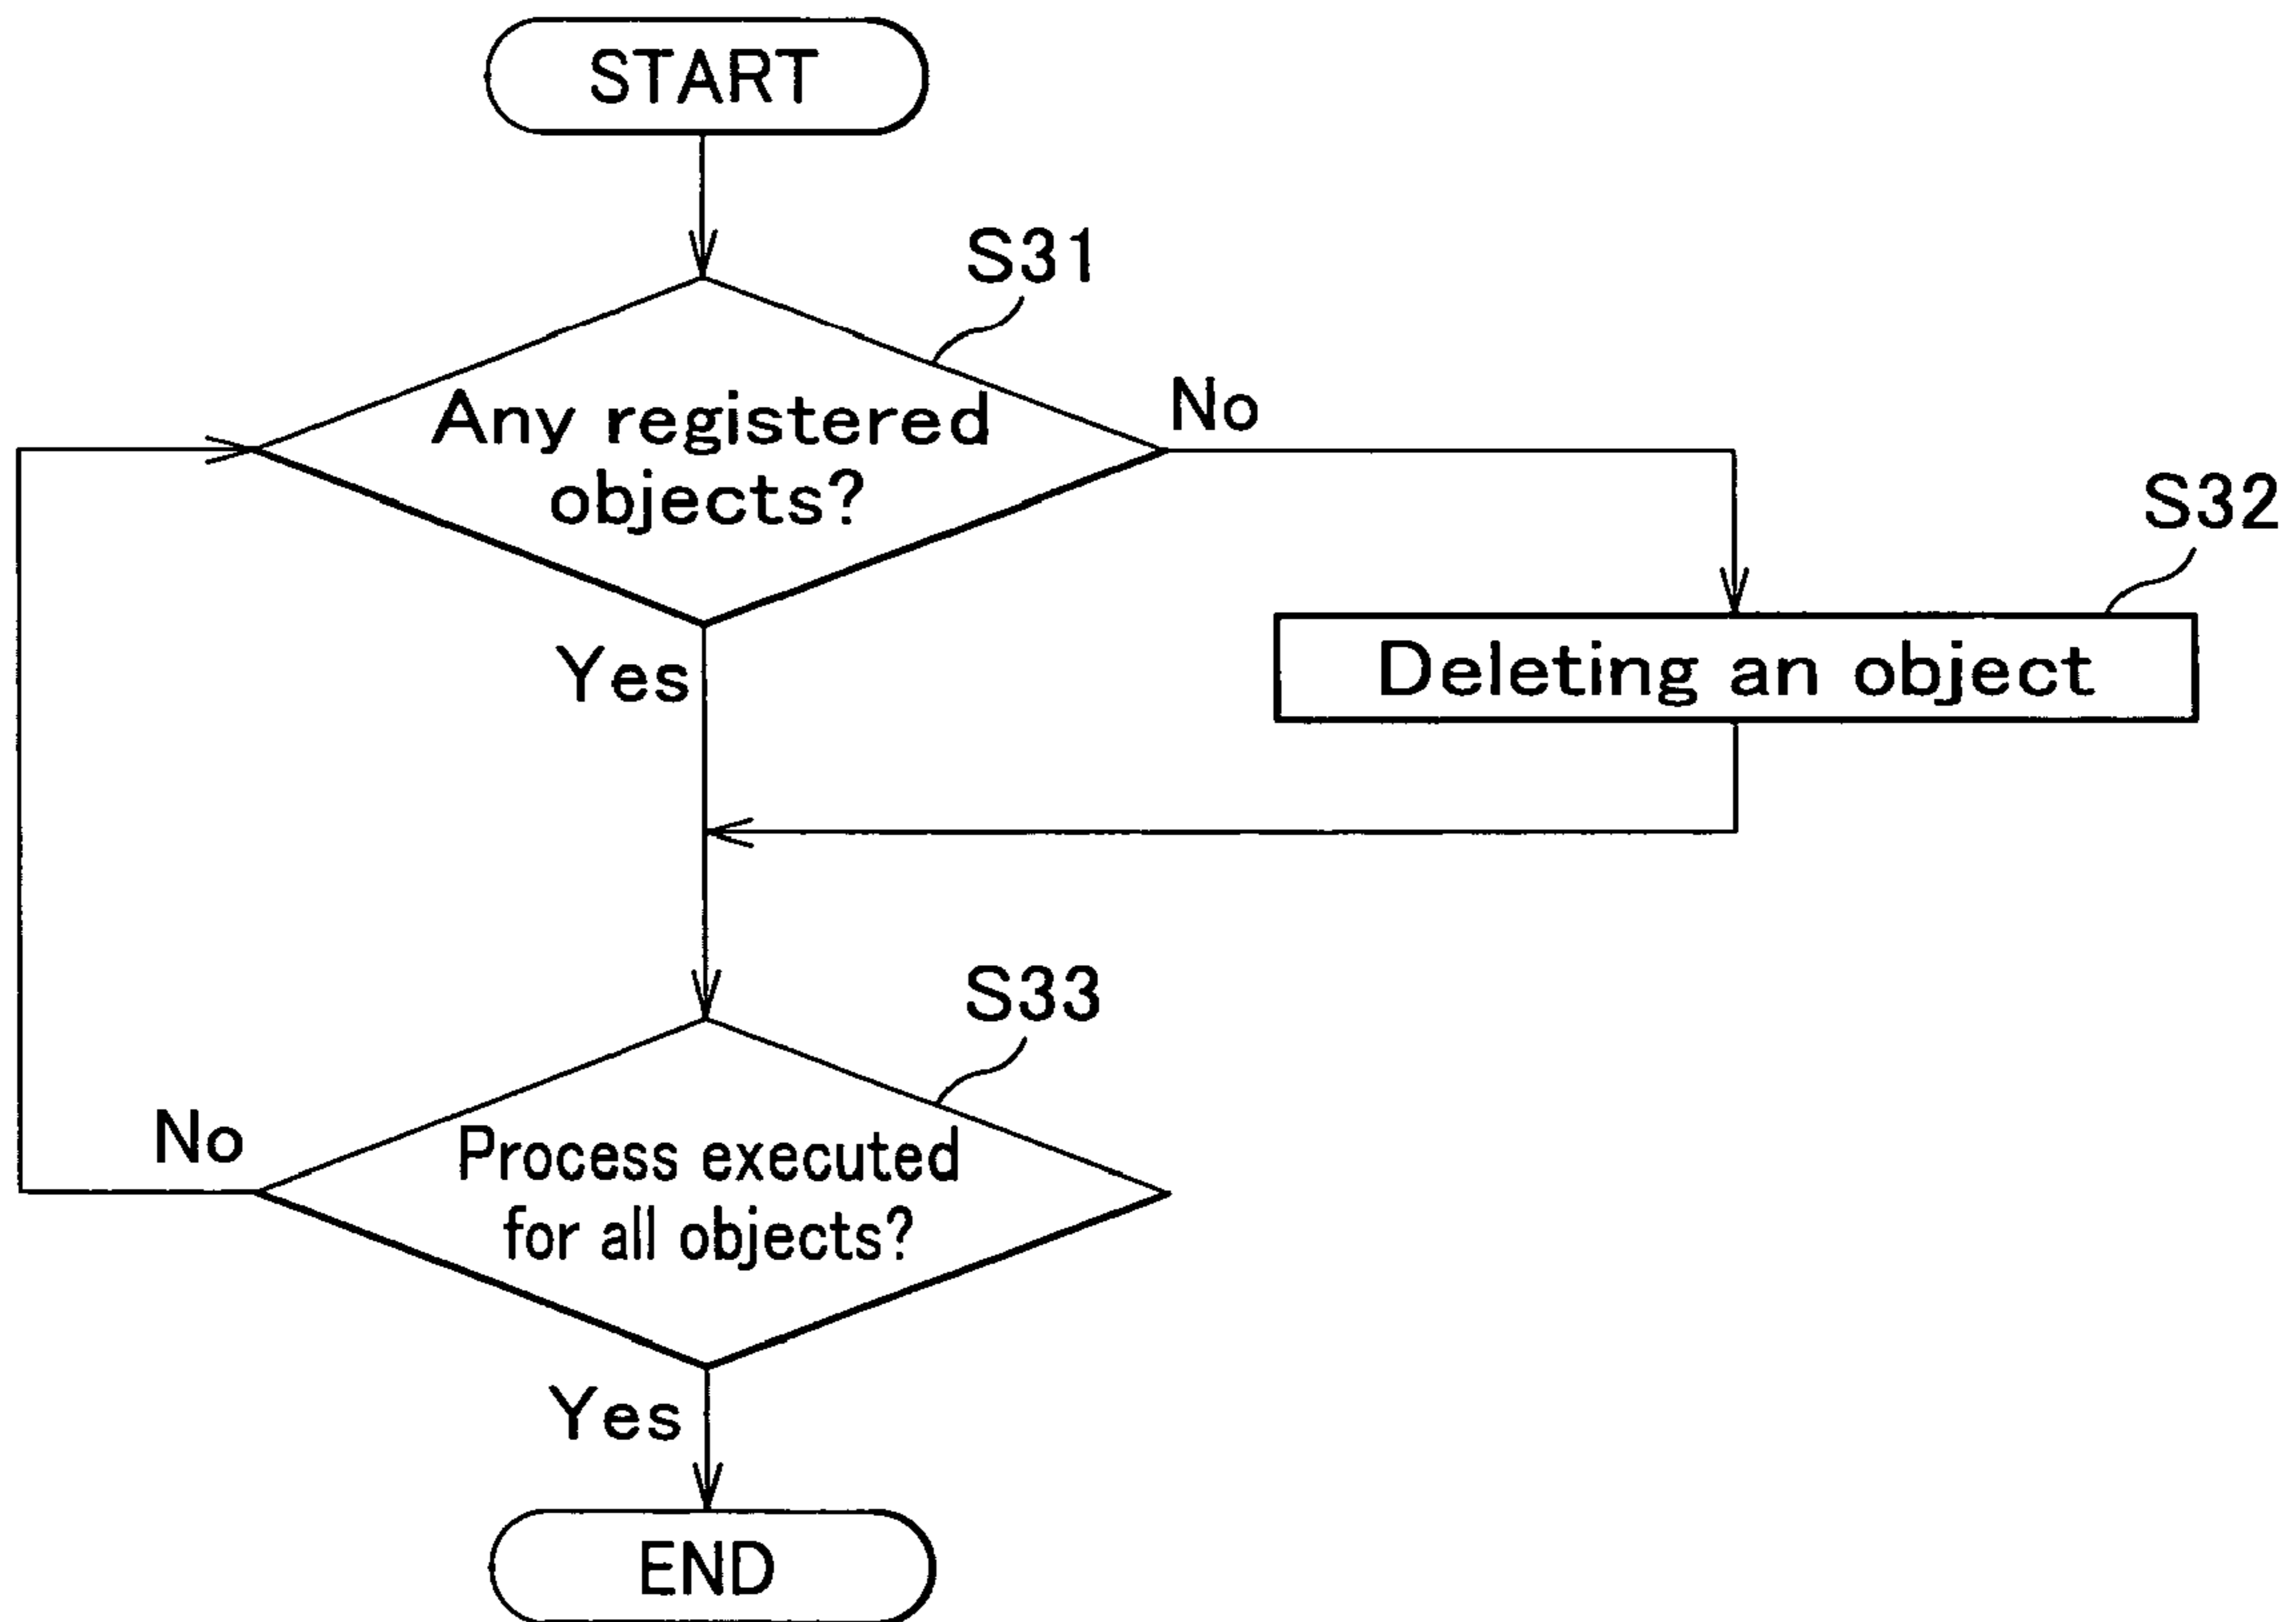 START
S31
Any registered
objects?
No
Yes
S32
Deleting an object
S33
Process executed
for all objects?
No
Yes
END